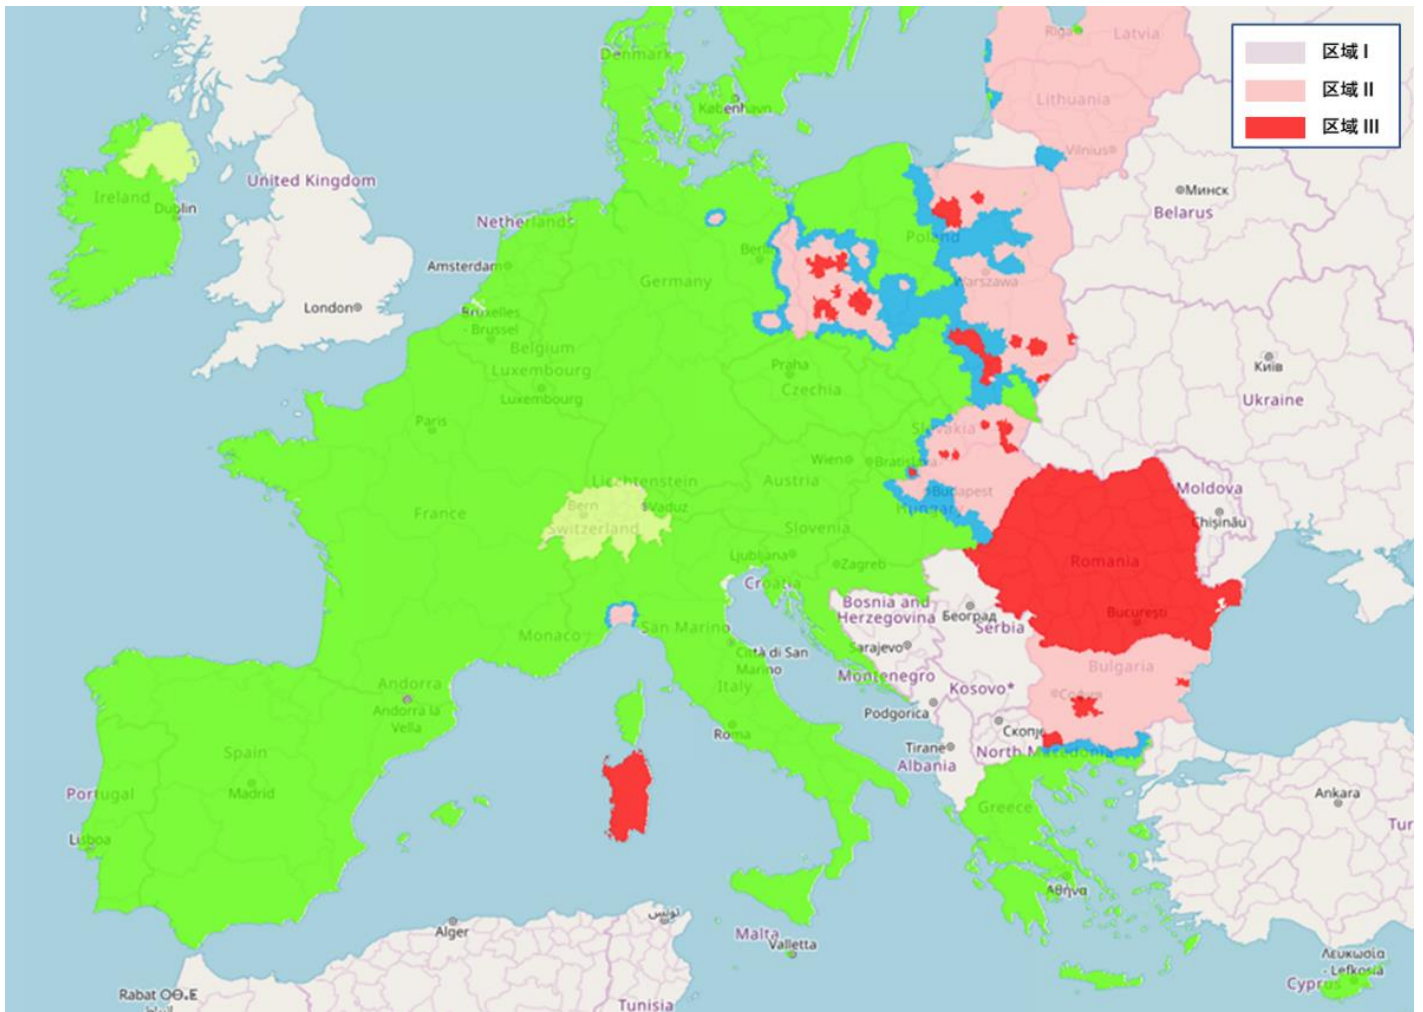 区域 I
区域 II
区域 III
Denmark
København
Riga
Latvia
Lithuania
Vilnius
Минск
Belarus
Ireland
Dublin
United Kingdom
London
Netherlands
Amsterdam
Bruxelles
- Brussel
Belgium
Luxembourg
Luxembourg
Berlin
Germany
Poland
Warszawa
Київ
Ukraine
Praha
Czechia
Paris
France
Slovakia
Wien
Bratislava
Liechtenstein
Vaduz
Bern
Switzerland
Austria
Budapest
Hungary
Slovenia
Ljubljana
Zagreb
Croatia
Moldova
Chișinău
Romania
București
Bosnia and
Herzegovina
Sarajevo
Београд
Serbia
Monaco
San Marino
Città di San
Marino
Italy
Roma
Montenegro
Podgorica
Kosovo*
Bulgaria
София
Скопје
North Macedonia
Tiranë
Albania
Andorra
Andorra la
Vella
Spain
Madrid
Portugal
Lisboa
Greece
Αθήνα
Ankara
Tur
Malta
Valletta
Alger
تونس
Tunisia
Rabat ⵔⴱⴰⵟ
Λευκωσία
- Lefkoşa
Cyprus